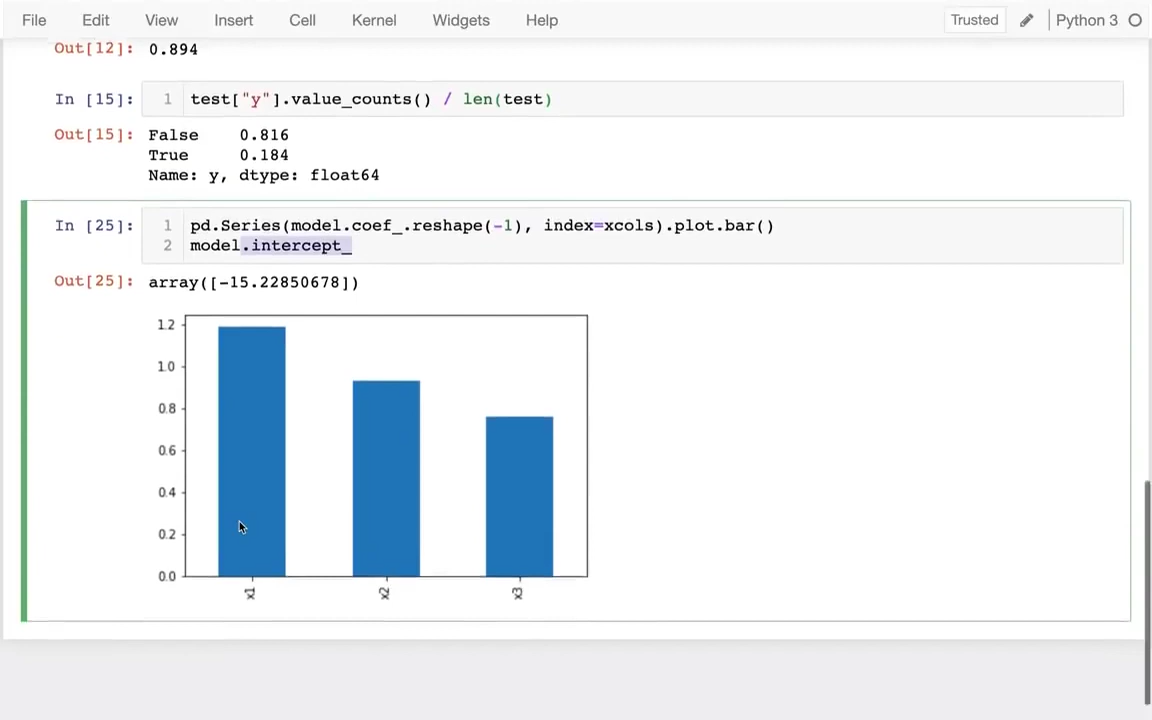 File Edit View Insert Cell Kernel Widgets Help Trusted Python 3
Out[12]: 0.894
In [15]: 1 test["y"].value_counts() / len(test)
Out[15]: False 0.816
True 0.184
Name: y, dtype: float64
In [25]: 1 pd.Series(model.coef_.reshape(-1), index=xcols).plot.bar()
2 model.intercept_
Out[25]: array([-15.22850678])
1.2
1.0
0.8
0.6
0.4
0.2
0.0
x1 x2 x3